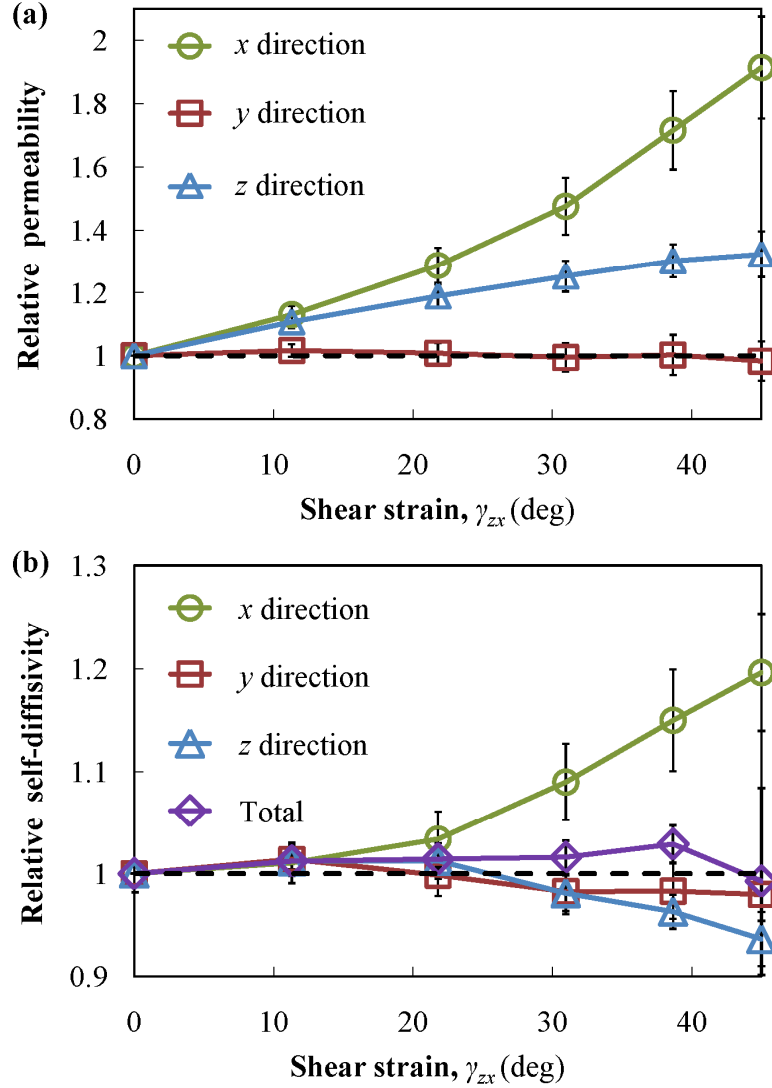 (a)
2
1.8
1.6
1.4
1.2
1
0.8
Relative permeability
x direction
y direction
z direction
0 10 20 30 40
Shear strain, γzx (deg)
(b)
1.3
1.2
1.1
1
0.9
Relative self-diffisivity
x direction
y direction
z direction
Total
0 10 20 30 40
Shear strain, γzx (deg)